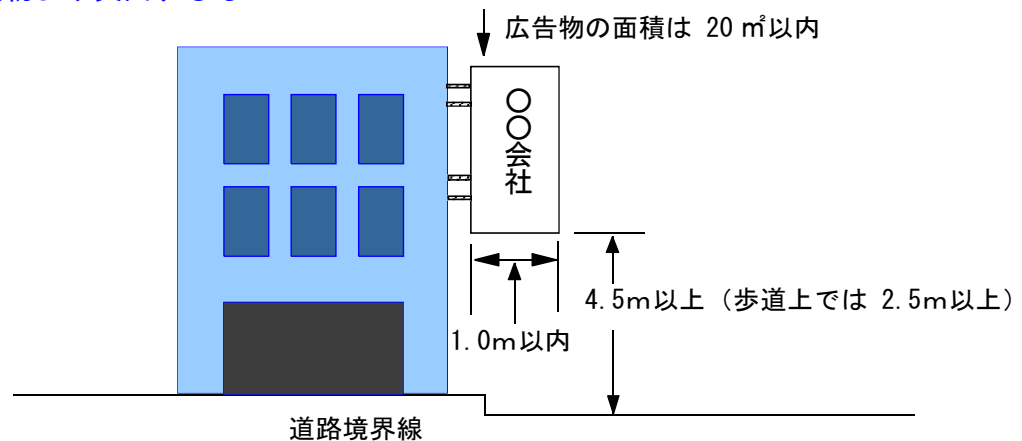 広告物の面積は 20 ㎡以内
〇〇会社
4.5m以上（歩道上では 2.5m以上）
1.0m以内
道路境界線